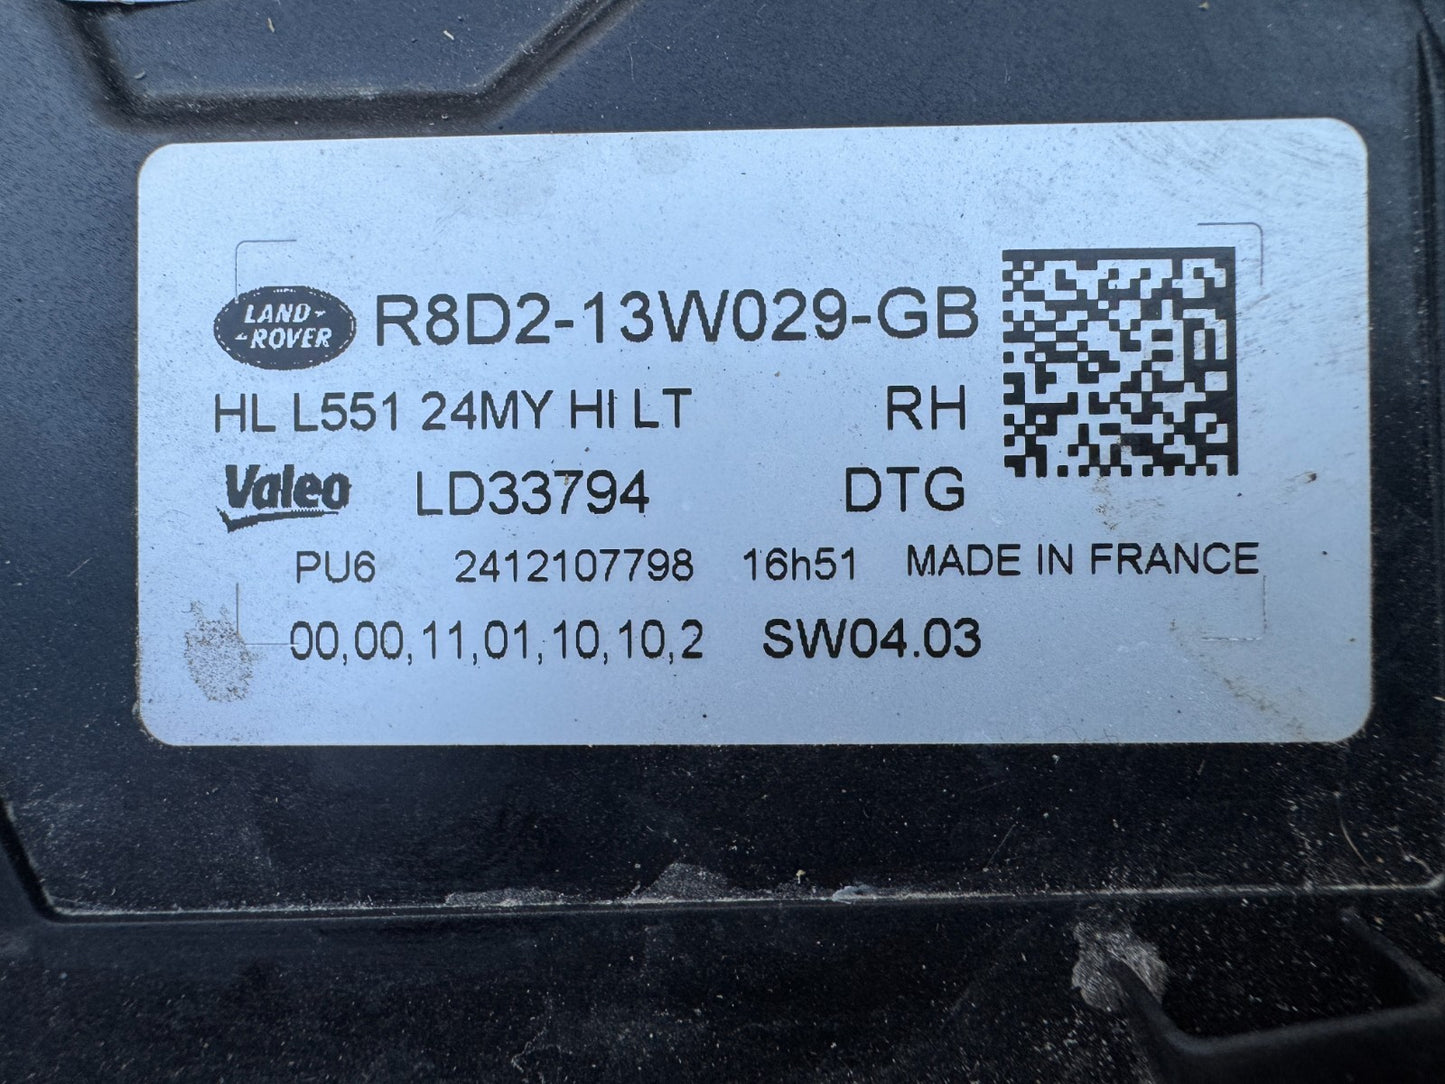 LAND-
-ROVER
R8D2-13W029-GB
HL L551 24MY HI LT RH
Valeo LD33794 DTG
PU6 2412107798 16h51 MADE IN FRANCE
00,00,11,01,10,10,2 SW04.03